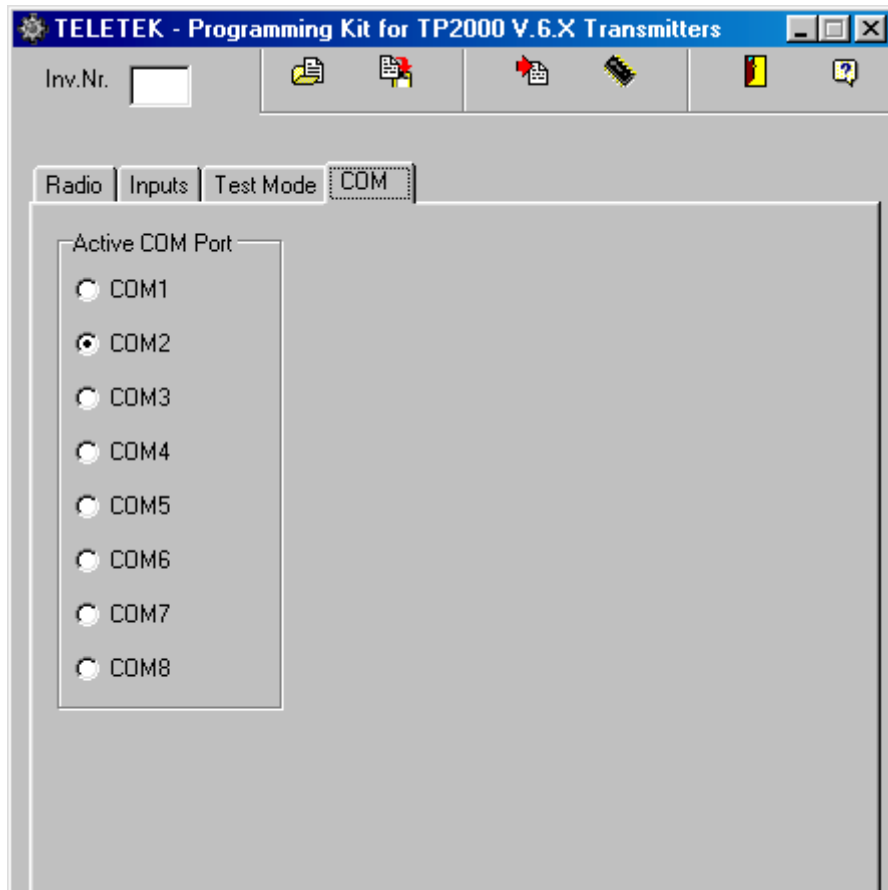 TELETEK - Programming Kit for TP2000 V.6.X Transmitters
Inv.Nr.
Radio Inputs Test Mode COM
Active COM Port
COM1
COM2
COM3
COM4
COM5
COM6
COM7
COM8